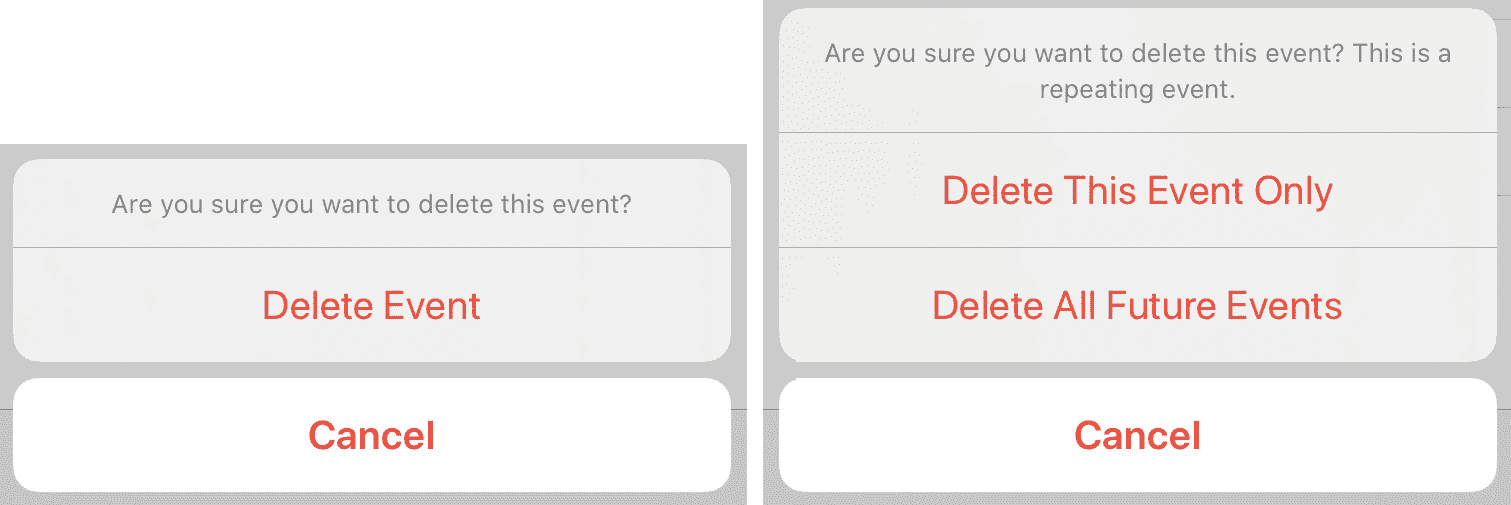 Are you sure you want to delete this event?
Delete Event
Cancel
Are you sure you want to delete this event? This is a
repeating event.
Delete This Event Only
Delete All Future Events
Cancel